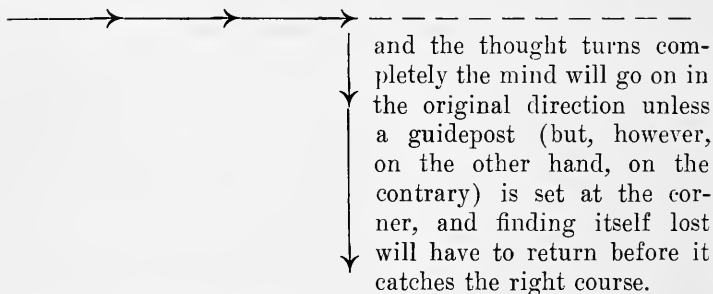 and the thought turns com-
pletely the mind will go on in
the original direction unless
a guidepost (but, however,
on the other hand, on the
contrary) is set at the cor-
ner, and finding itself lost
will have to return before it
catches the right course.